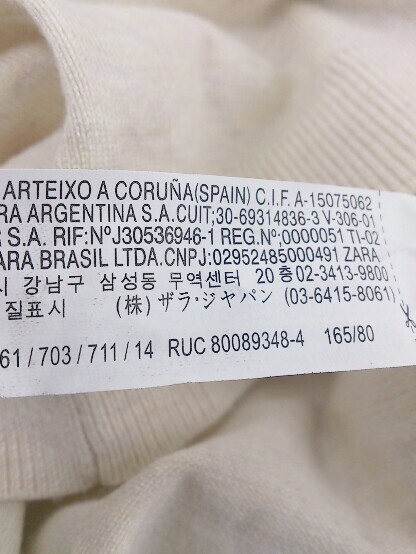 ARTEIXO A CORUÑA(SPAIN) C.I.F. A-15075062
RA ARGENTINA S.A.CUIT;30-69314836-3 V-306-01
S.A. RIF:NºJ30536946-1 REG.Nº;0000051 TI-02
ARA BRASIL LTDA.CNPJ:02952485000491 ZARA
시 강남구 삼성동 무역센터 20층02-3413-9800
질표시 (株) ザラ·ジャパン (03-6415-8061)
61 / 703 / 711 / 14 RUC 80089348-4 165/80